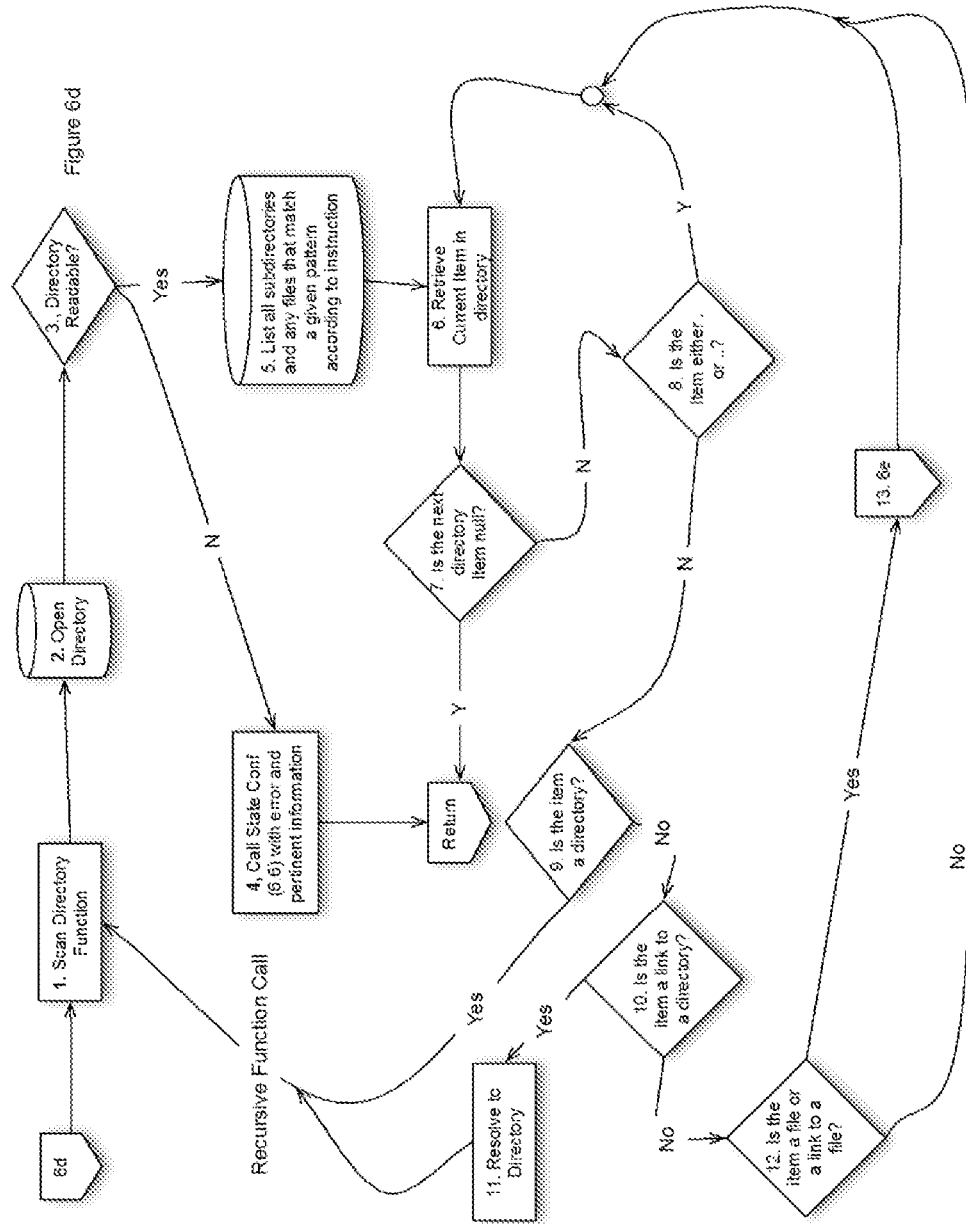 Figure 6d
6d
1. Scan Directory
Function
2. Open
Directory
3., Directory
Readable?
Yes
N
4, Call State Conf
(6.6) with error and
pertinent information
5. List all subdirectories
and any files that match
a given pattern
according to instruction
6. Retrieve
Current Item in
directory
7. Is the next
directory
Item null?
Y
N
Return
8. Is the
Item either .
or ..?
Y
N
9. Is the item
a directory?
Yes
No
Recursive Function Call
10. Is the
item a link to
a directory?
Yes
No
11. Resolve to
Directory
12. Is the
item a file or
a link to a
file?
Yes
No
13. 6e